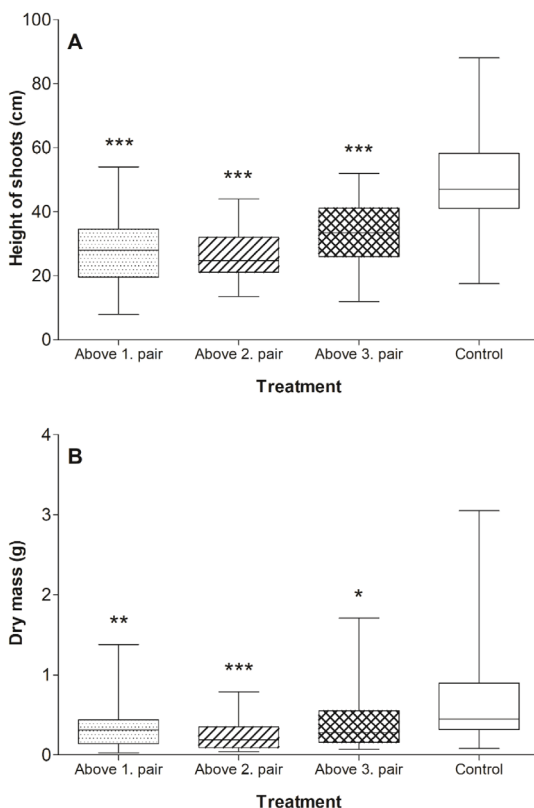 A
100
80
60
40
20
0
Height of shoots (cm)
*** *** ***
Above 1. pair Above 2. pair Above 3. pair Control
Treatment
B
4
3
2
1
0
Dry mass (g)
** *** *
Above 1. pair Above 2. pair Above 3. pair Control
Treatment